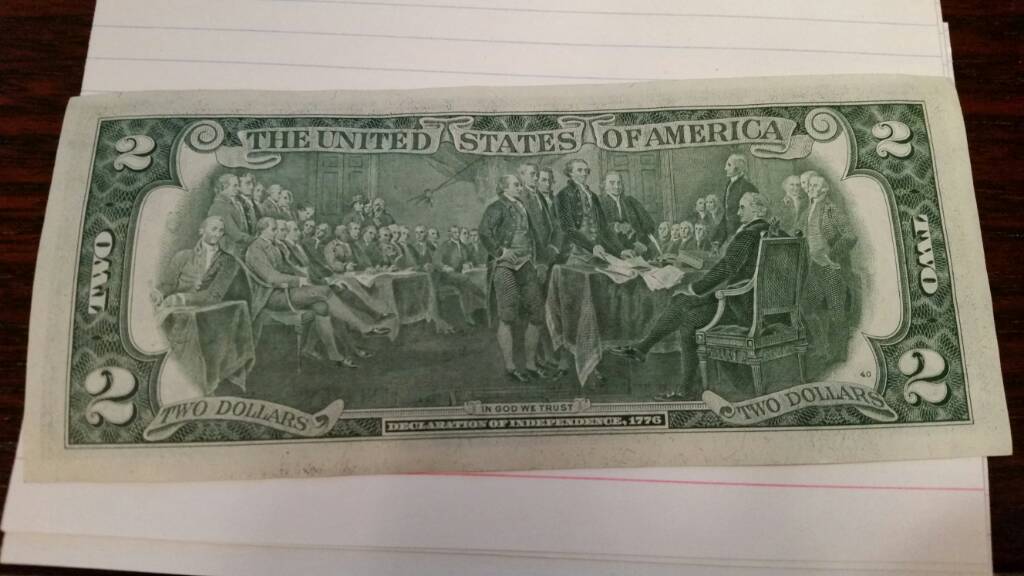 THE UNITED STATES OF AMERICA
2
2
TWO
TWO
40
2
2
TWO DOLLARS
IN GOD WE TRUST
TWO DOLLARS
DECLARATION OF INDEPENDENCE, 1776